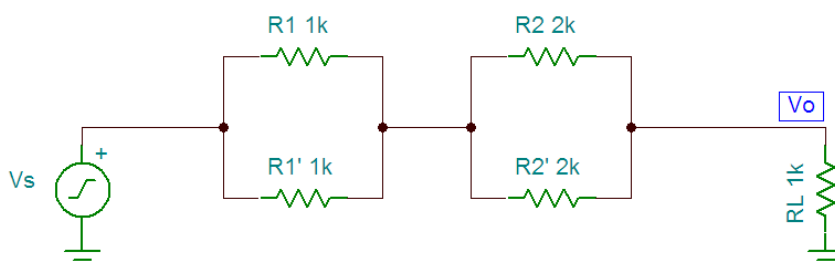 R1 1k
R2 2k
Vo
+
Vs
R1' 1k
R2' 2k
RL 1k